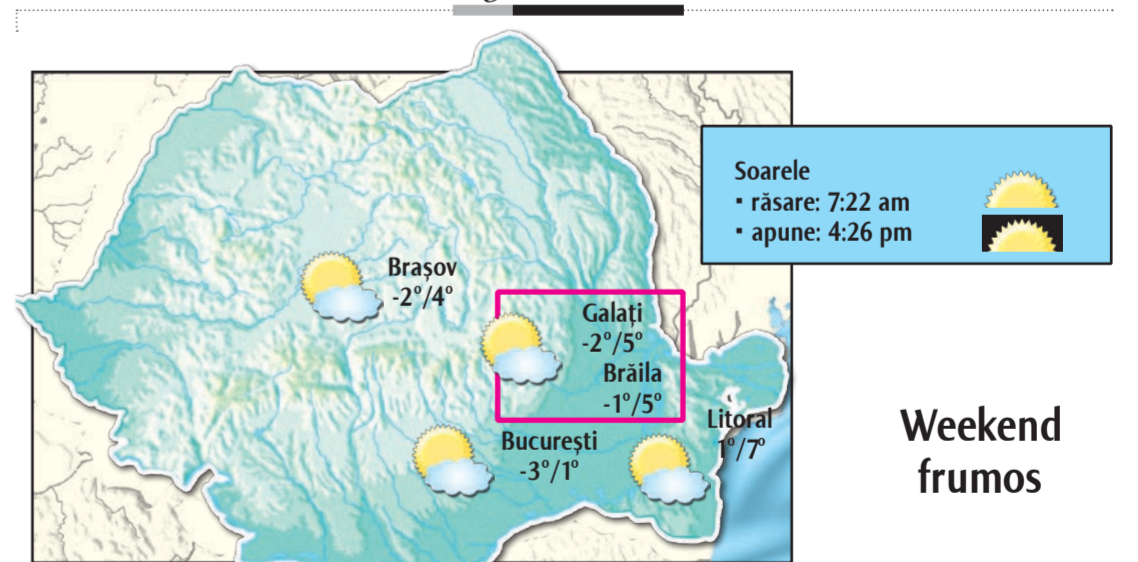 Soarele
▪ răsare: 7:22 am
▪ apune: 4:26 pm
Brașov
-2°/4°
Galați
-2°/5°
Brăila
-1°/5°
Litoral
1°/7°
București
-3°/1°
Weekend
frumos